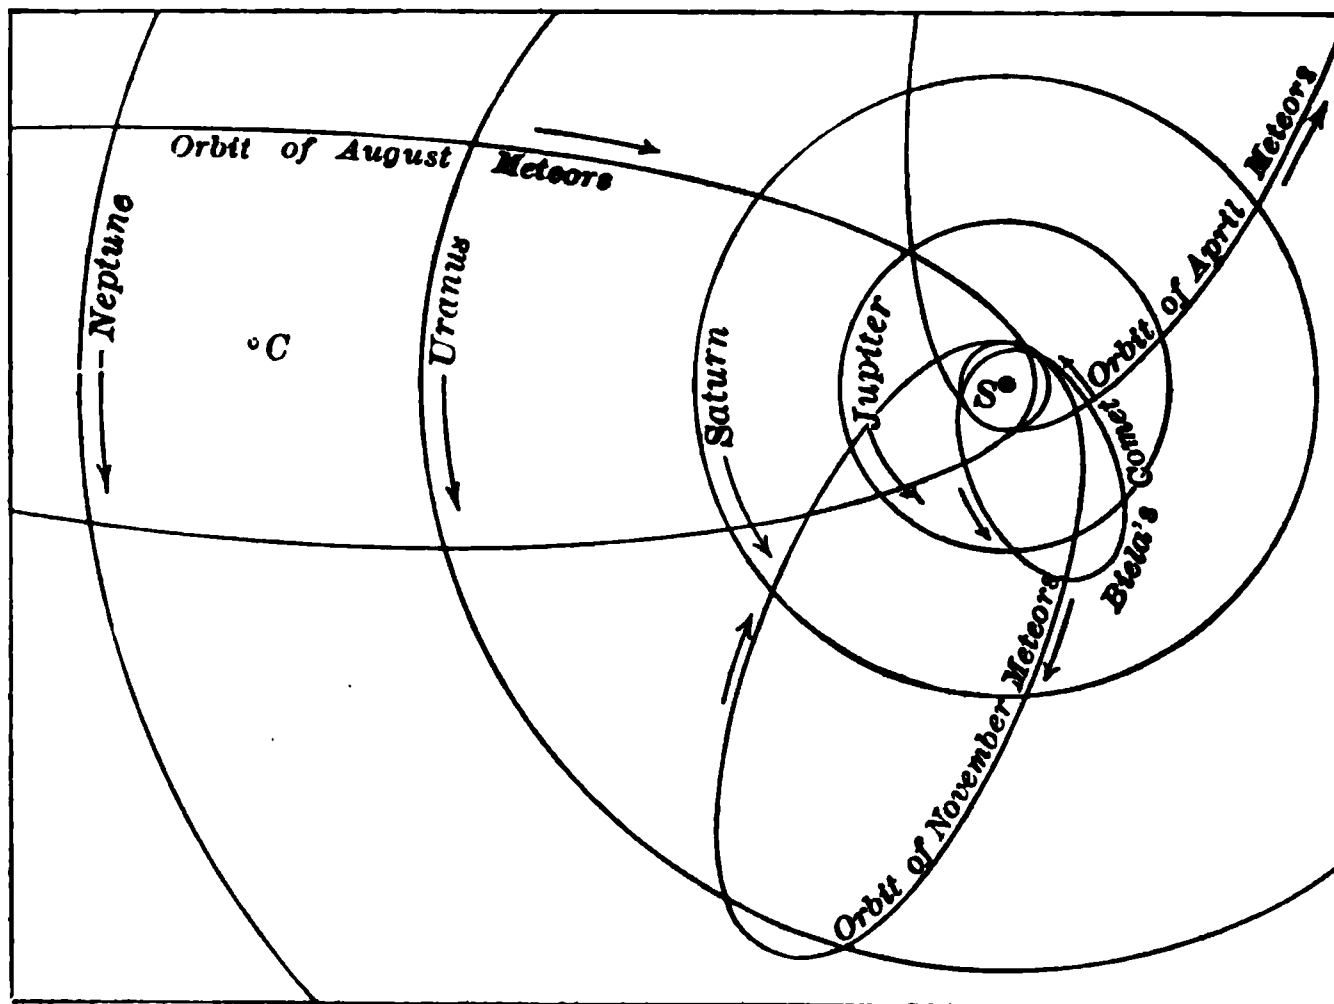 Orbit of August Meteors
Neptune
C
Uranus
Saturn
Jupiter
S
Orbit of April Meteors
Biela's Comet
Orbit of November Meteors